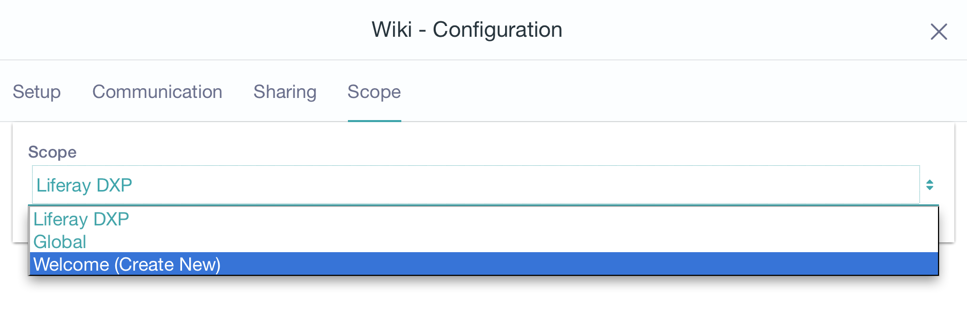 Wiki - Configuration
Setup Communication Sharing Scope
Scope
Liferay DXP
Liferay DXP
Global
Welcome (Create New)